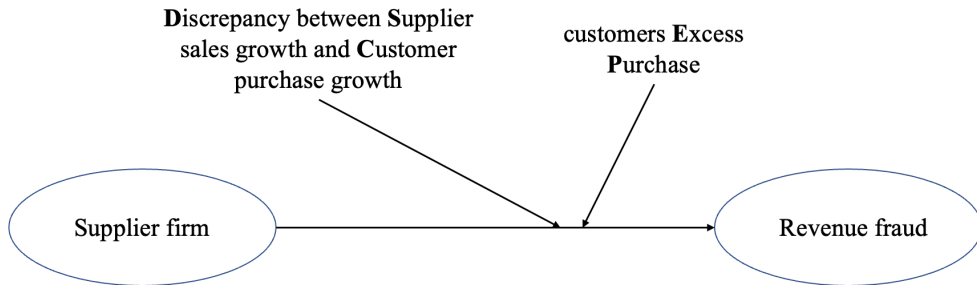 Discrepancy between Supplier
sales growth and Customer
purchase growth
customers Excess
Purchase
Supplier firm
Revenue fraud